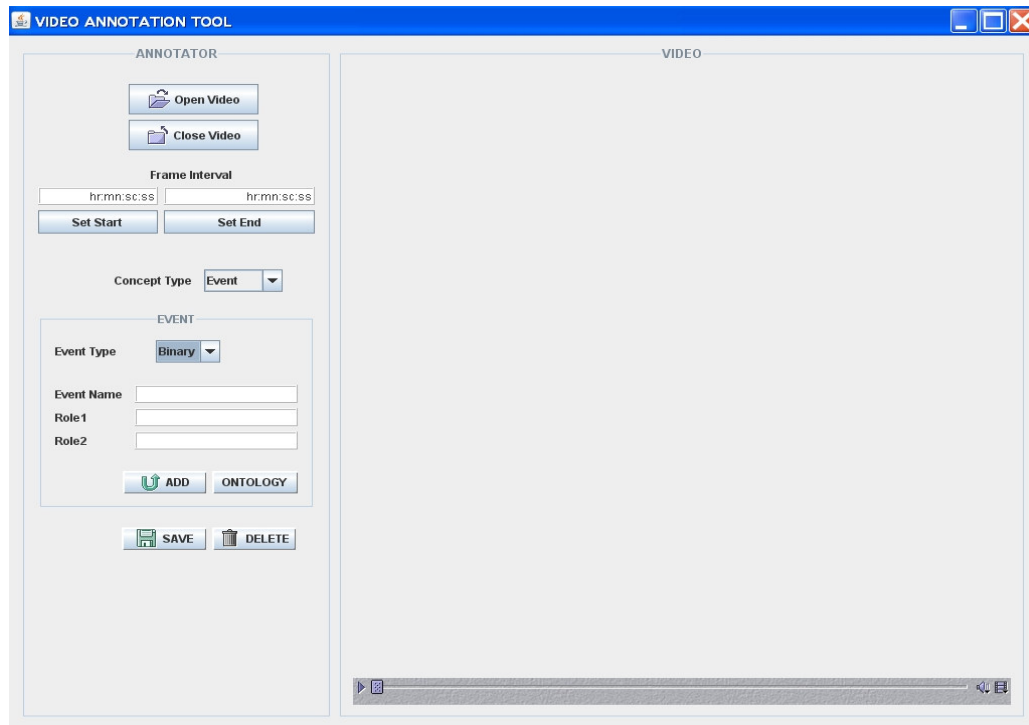 VIDEO ANNOTATION TOOL
ANNOTATOR
Open Video
Close Video
Frame Interval
hr:mn:sc:ss hr:mn:sc:ss
Set Start Set End
Concept Type Event
EVENT
Event Type Binary
Event Name
Role1
Role2
ADD ONTOLOGY
SAVE DELETE
VIDEO